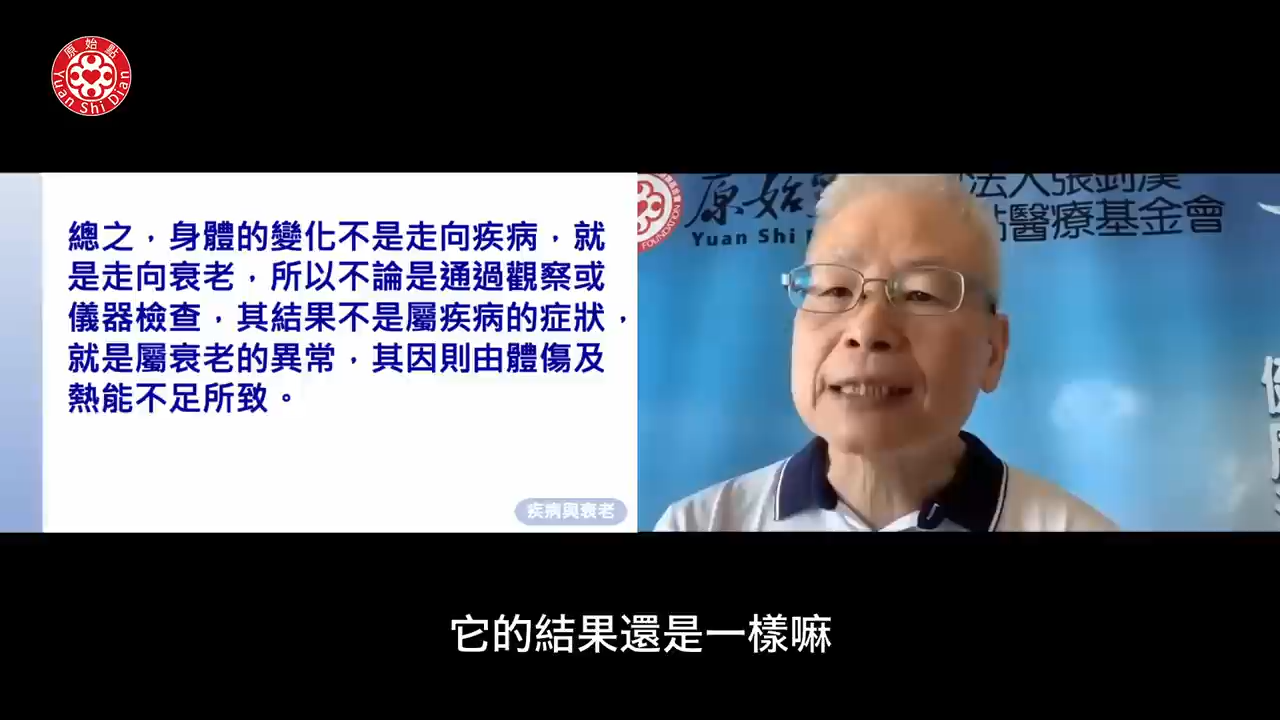 原始點
Yuan Shi Dian
總之，身體的變化不是走向疾病，就
是走向衰老，所以不論是通過觀察或
儀器檢查，其結果不是屬疾病的症狀，
就是屬衰老的異常，其因則由體傷及
熱能不足所致。
疾病與衰老
原始
Yuan Shi
法人張釗漢
點醫療基金會
FOUNDATION
它的結果還是一樣嘛